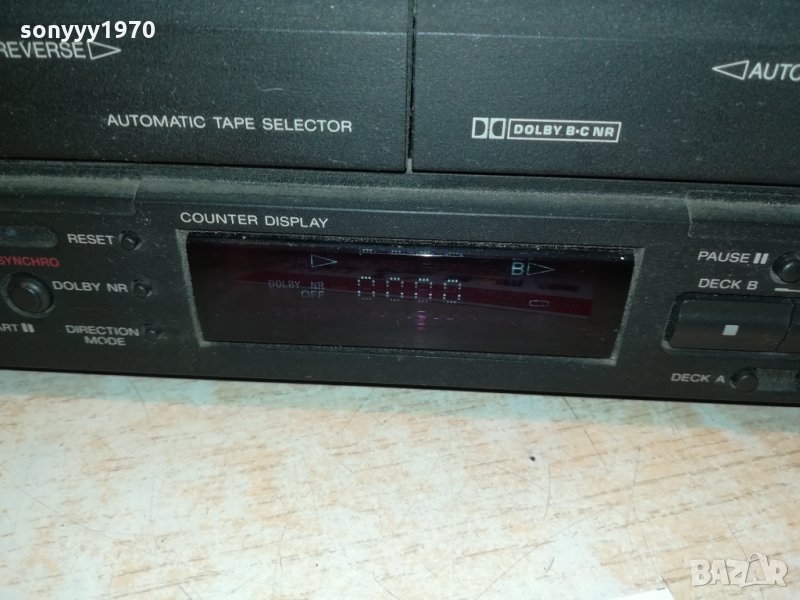 sonyyy1970
REVERSE
AUTO
AUTOMATIC TAPE SELECTOR
DOLBY B·C NR
COUNTER DISPLAY
RESET
SYNCHRO
DOLBY NR
DIRECTION
MODE
A
B
DOLBY NR
OFF
0000
PAUSE
DECK B
DECK A
BAZAR